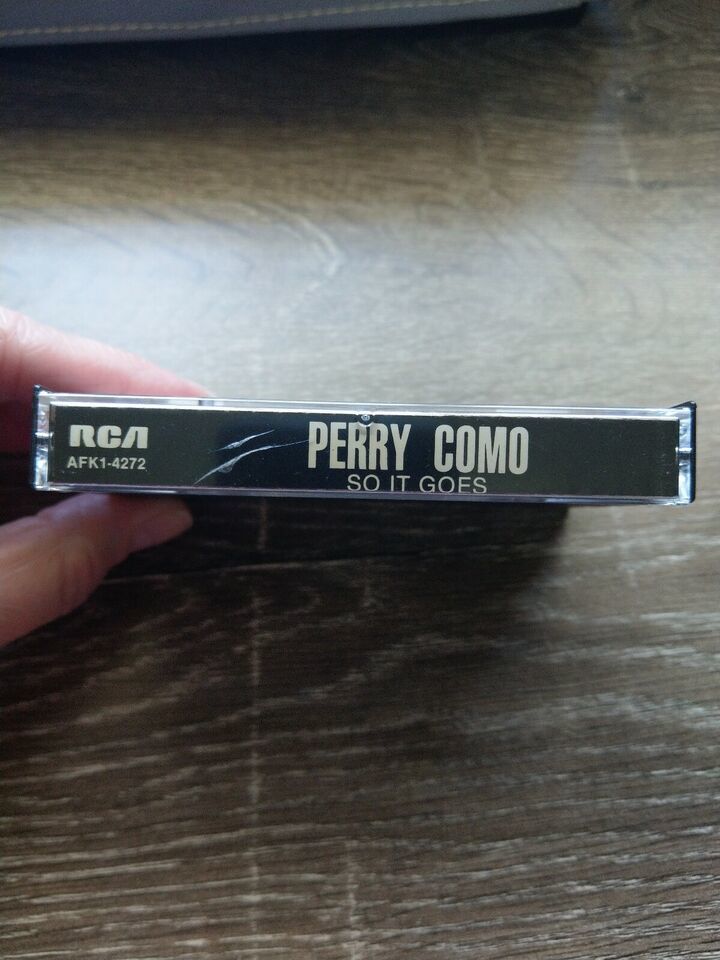 RCA
AFK1-4272
PERRY COMO
SO IT GOES